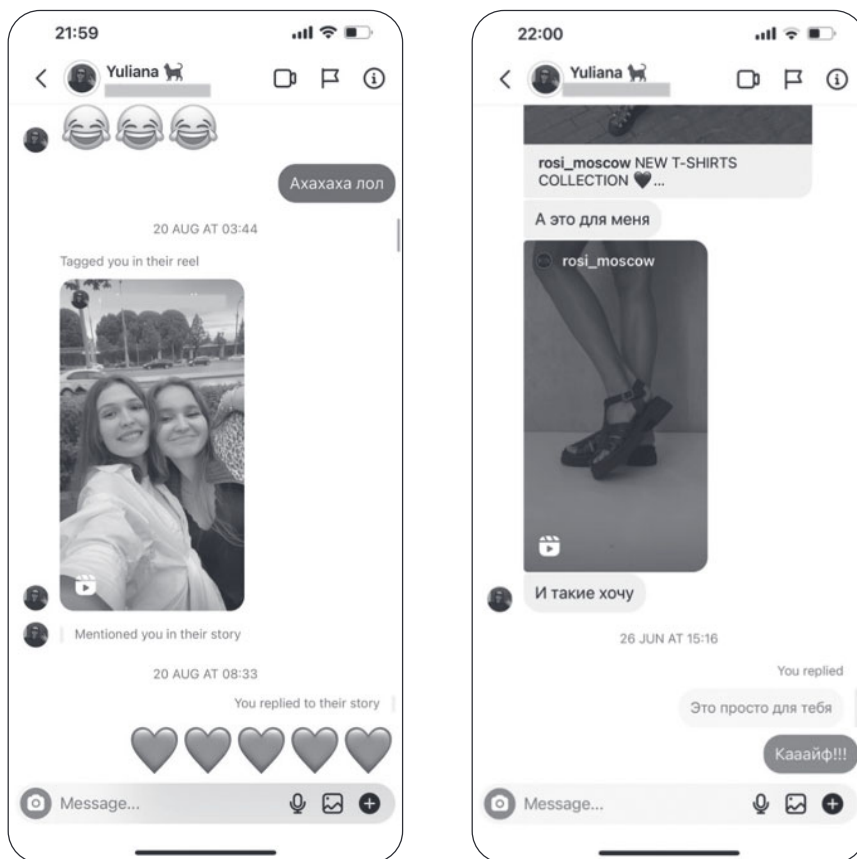 21:59
Yuliana 🐈‍⬛
😂😂😂
Ахахаха лол
20 AUG AT 03:44
Tagged you in their reel
Mentioned you in their story
20 AUG AT 08:33
You replied to their story
Message...
22:00
Yuliana 🐈‍⬛
rosi_moscow NEW T-SHIRTS
COLLECTION 🖤...
А это для меня
rosi_moscow
И такие хочу
26 JUN AT 15:16
You replied
Это просто для тебя
Кааайф!!!
Message...